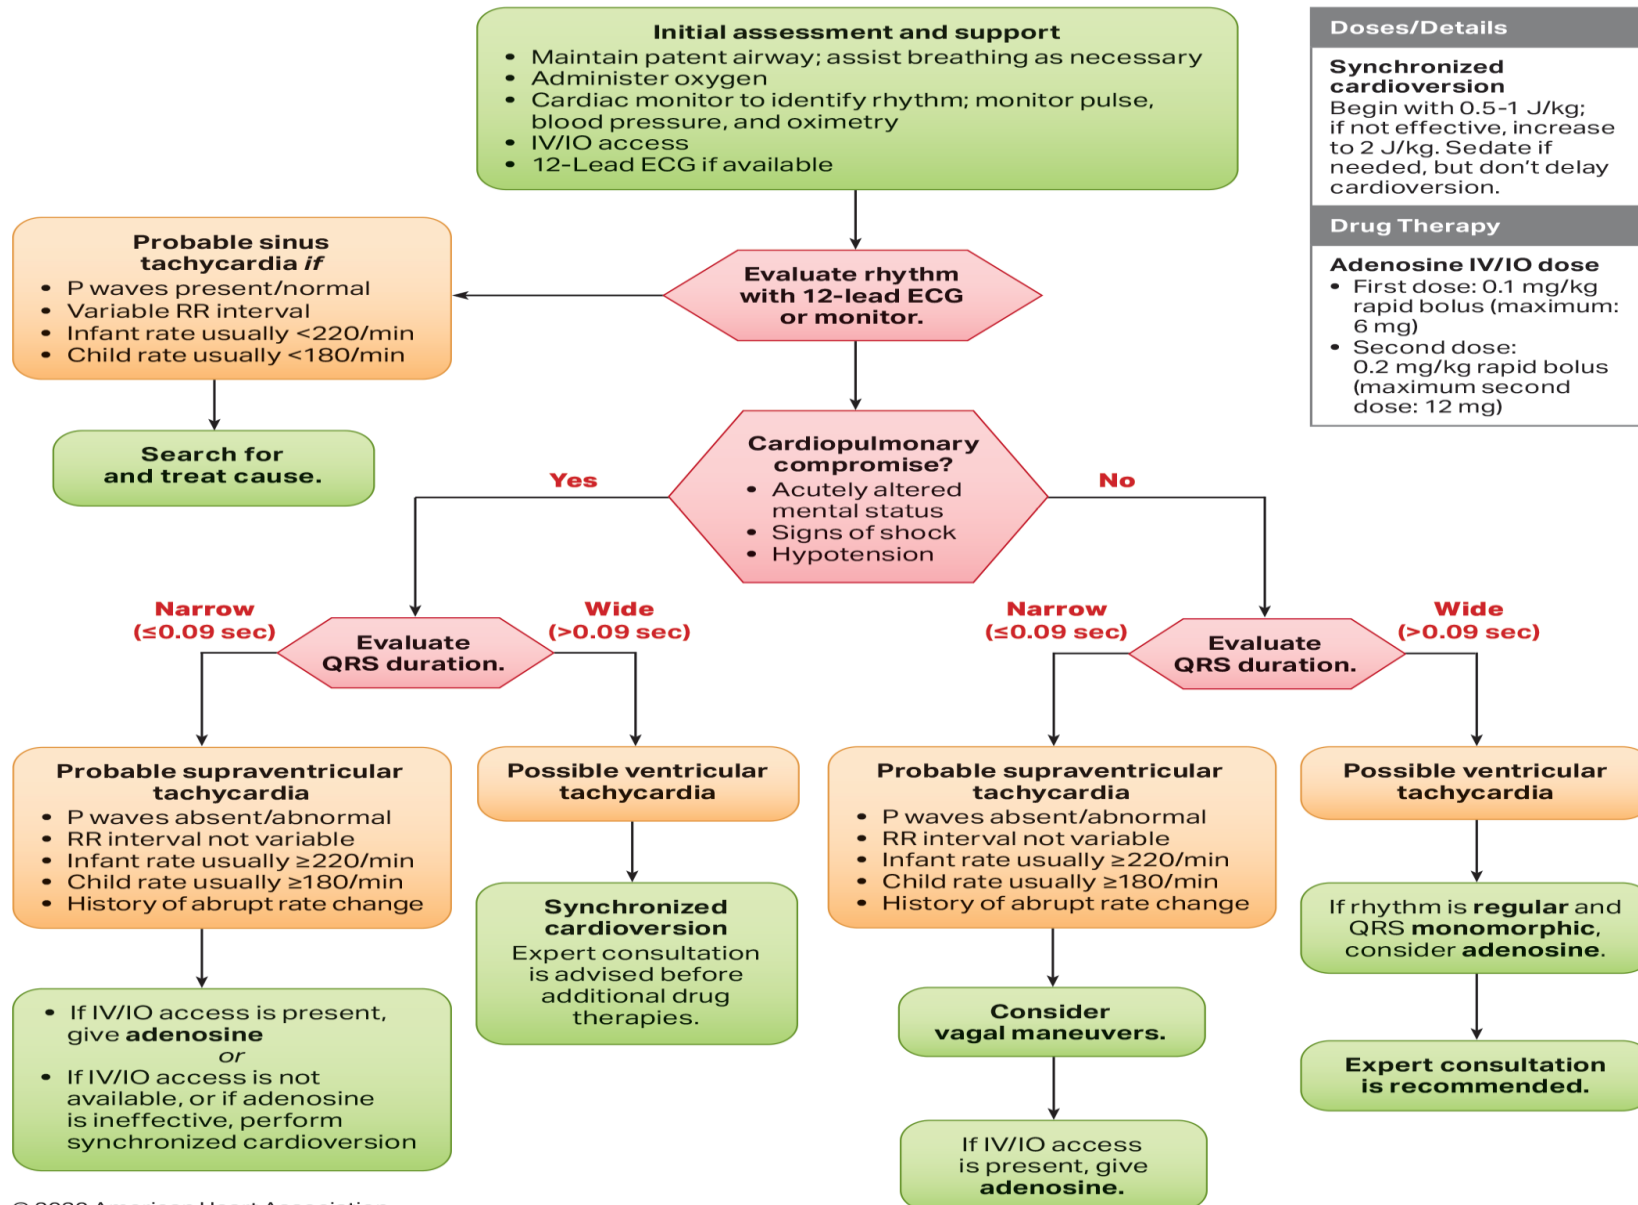 Initial assessment and support
• Maintain patent airway; assist breathing as necessary
• Administer oxygen
• Cardiac monitor to identify rhythm; monitor pulse,
blood pressure, and oximetry
• IV/IO access
• 12-Lead ECG if available
Doses/Details
Synchronized
cardioversion
Begin with 0.5-1 J/kg;
if not effective, increase
to 2 J/kg. Sedate if
needed, but don't delay
cardioversion.
Drug Therapy
Adenosine IV/IO dose
• First dose: 0.1 mg/kg
rapid bolus (maximum:
6 mg)
• Second dose:
0.2 mg/kg rapid bolus
(maximum second
dose: 12 mg)
Probable sinus
tachycardia if
• P waves present/normal
• Variable RR interval
• Infant rate usually <220/min
• Child rate usually <180/min
Evaluate rhythm
with 12-lead ECG
or monitor.
Search for
and treat cause.
Cardiopulmonary
compromise?
• Acutely altered
mental status
• Signs of shock
• Hypotension
Yes
No
Narrow
(≤0.09 sec)
Evaluate
QRS duration.
Wide
(>0.09 sec)
Narrow
(≤0.09 sec)
Evaluate
QRS duration.
Wide
(>0.09 sec)
Probable supraventricular
tachycardia
• P waves absent/abnormal
• RR interval not variable
• Infant rate usually ≥220/min
• Child rate usually ≥180/min
• History of abrupt rate change
Possible ventricular
tachycardia
Probable supraventricular
tachycardia
• P waves absent/abnormal
• RR interval not variable
• Infant rate usually ≥220/min
• Child rate usually ≥180/min
• History of abrupt rate change
Possible ventricular
tachycardia
• If IV/IO access is present,
give adenosine
or
• If IV/IO access is not
available, or if adenosine
is ineffective, perform
synchronized cardioversion
Synchronized
cardioversion
Expert consultation
is advised before
additional drug
therapies.
Consider
vagal maneuvers.
If IV/IO access
is present, give
adenosine.
If rhythm is regular and
QRS monomorphic,
consider adenosine.
Expert consultation
is recommended.
© 2020 American Heart Association